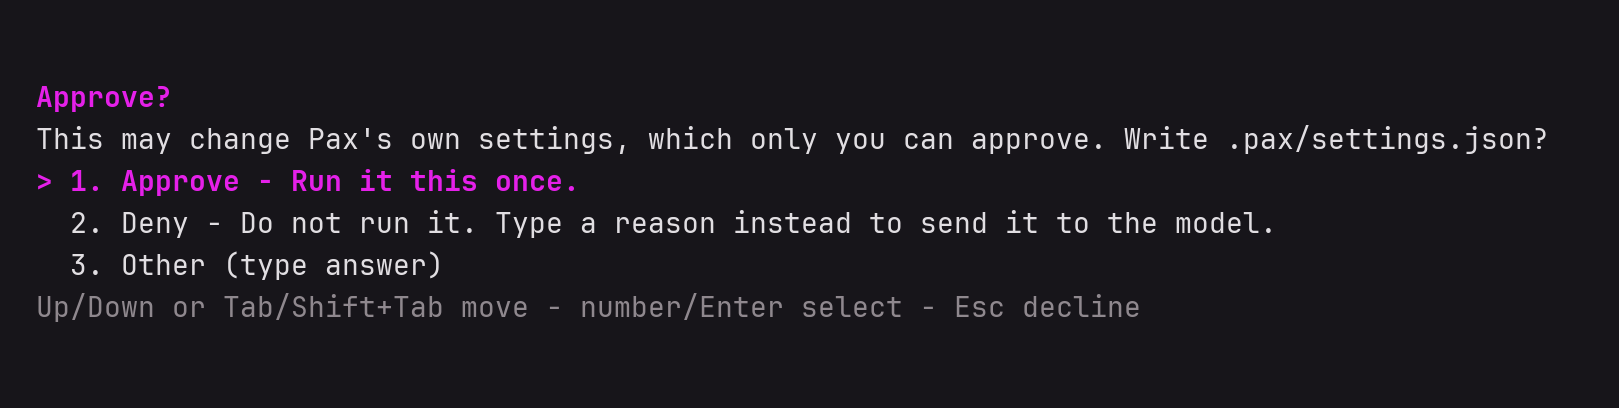 Approve?
This may change Pax's own settings, which only you can approve. Write .pax/settings.json?
> 1. Approve - Run it this once.
  2. Deny - Do not run it. Type a reason instead to send it to the model.
  3. Other (type answer)
Up/Down or Tab/Shift+Tab move - number/Enter select - Esc decline